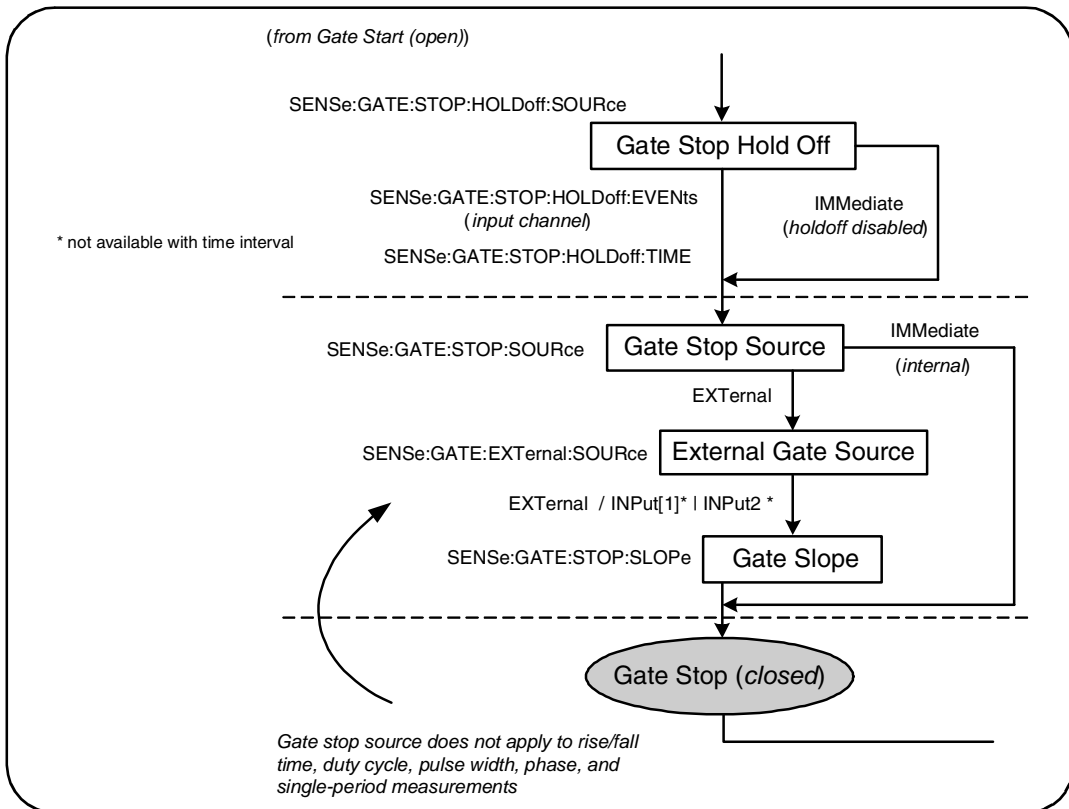 (from Gate Start (open))
SENSe:GATE:STOP:HOLDoff:SOURce
Gate Stop Hold Off
SENSe:GATE:STOP:HOLDoff:EVENts
(input channel)
IMMediate
(holdoff disabled)
* not available with time interval
SENSe:GATE:STOP:HOLDoff:TIME
SENSe:GATE:STOP:SOURce
Gate Stop Source
IMMediate
(internal)
EXTernal
SENSe:GATE:EXTernal:SOURce
External Gate Source
EXTernal / INPut[1]* | INPut2 *
SENSe:GATE:STOP:SLOPe
Gate Slope
Gate Stop (closed)
Gate stop source does not apply to rise/fall
time, duty cycle, pulse width, phase, and
single-period measurements